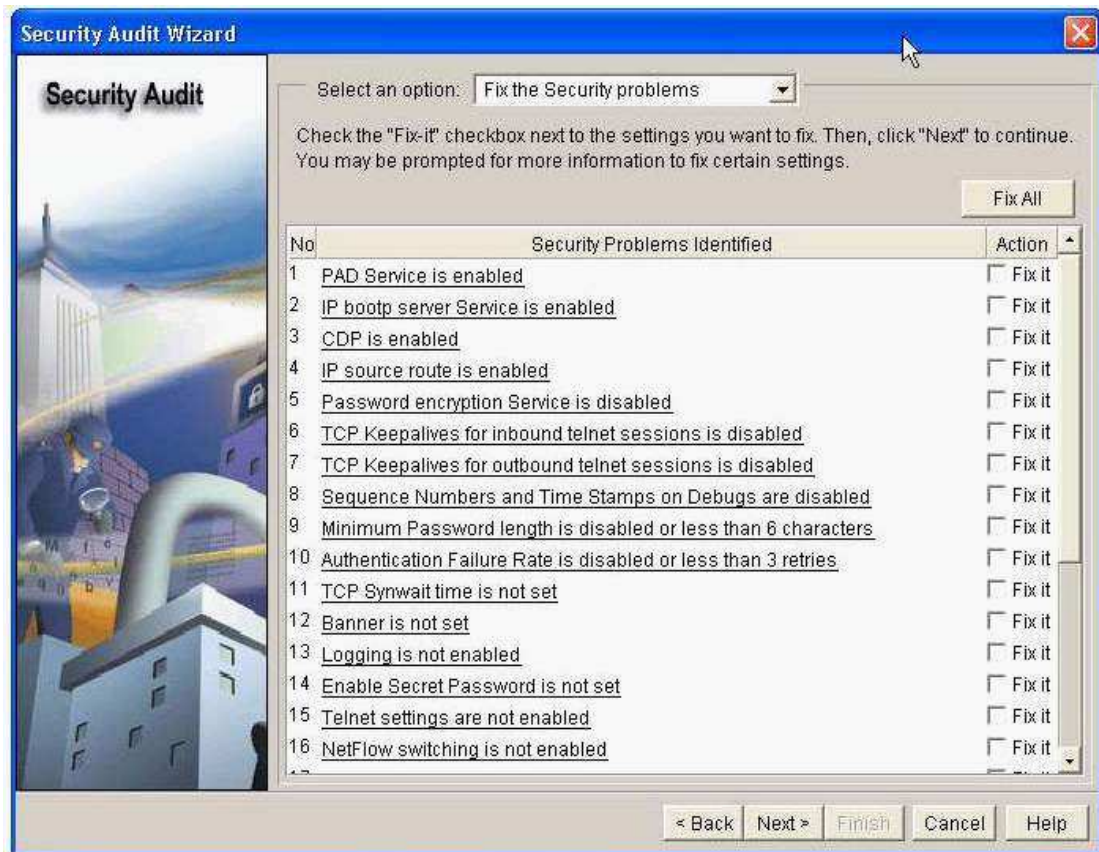 Security Audit Wizard
Security Audit
Select an option: Fix the Security problems
Check the "Fix-it" checkbox next to the settings you want to fix. Then, click "Next" to continue.
You may be prompted for more information to fix certain settings.
Fix All
No Security Problems Identified Action
1 PAD Service is enabled Fix it
2 IP bootp server Service is enabled Fix it
3 CDP is enabled Fix it
4 IP source route is enabled Fix it
5 Password encryption Service is disabled Fix it
6 TCP Keepalives for inbound telnet sessions is disabled Fix it
7 TCP Keepalives for outbound telnet sessions is disabled Fix it
8 Sequence Numbers and Time Stamps on Debugs are disabled Fix it
9 Minimum Password length is disabled or less than 6 characters Fix it
10 Authentication Failure Rate is disabled or less than 3 retries Fix it
11 TCP Synwait time is not set Fix it
12 Banner is not set Fix it
13 Logging is not enabled Fix it
14 Enable Secret Password is not set Fix it
15 Telnet settings are not enabled Fix it
16 NetFlow switching is not enabled Fix it
< Back Next > Finish Cancel Help